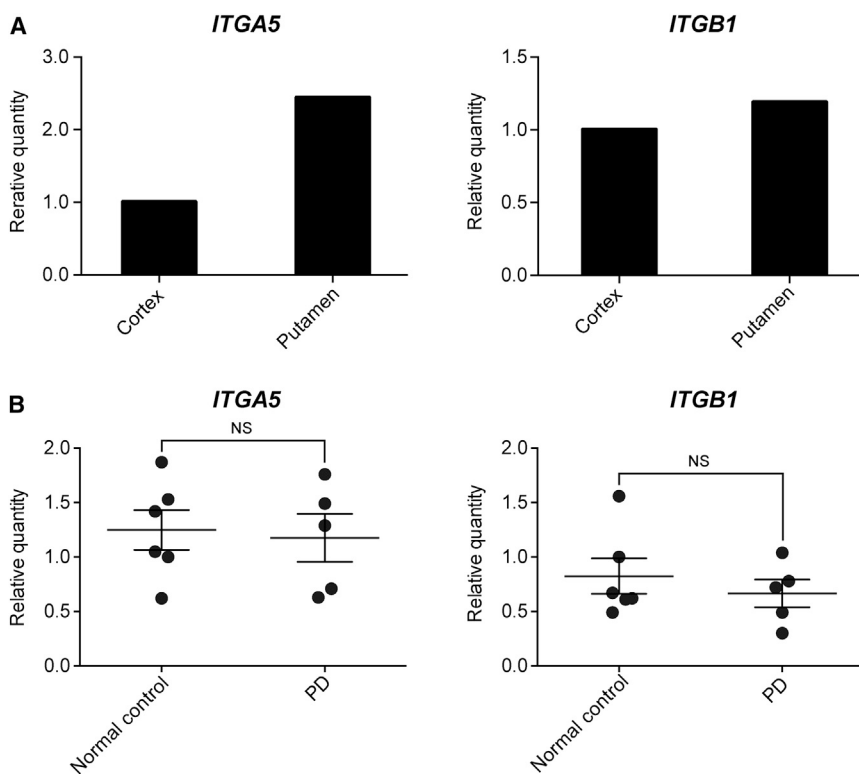 A
ITGA5
Rerative quantity
3.0
2.0
1.0
0.0
Cortex
Putamen
ITGB1
Relative quantity
1.5
1.0
0.5
0.0
Cortex
Putamen
B
ITGA5
Relative quantity
2.0
1.5
1.0
0.5
0.0
NS
Normal control
PD
ITGB1
Relative quantity
2.0
1.5
1.0
0.5
0.0
NS
Normal control
PD